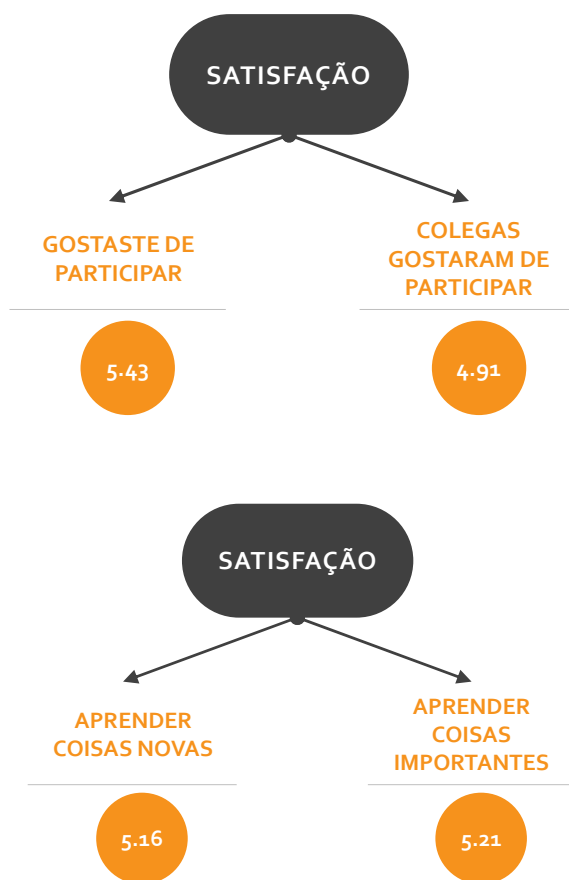 SATISFAÇÃO
GOSTASTE DE
PARTICIPAR
COLEGAS
GOSTARAM DE
PARTICIPAR
5.43
4.91
SATISFAÇÃO
APRENDER
COISAS NOVAS
APRENDER
COISAS
IMPORTANTES
5.16
5.21